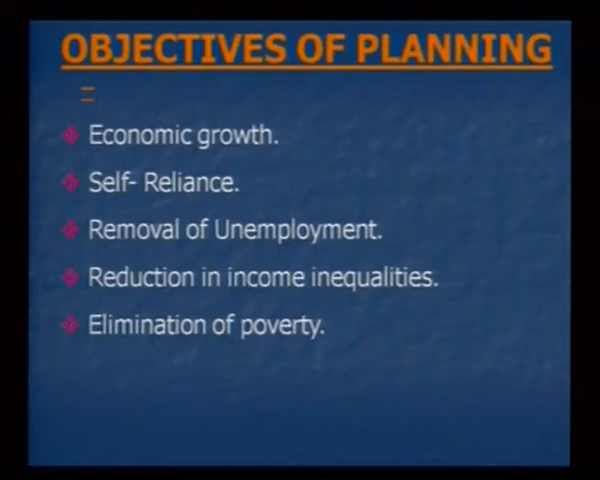 OBJECTIVES OF PLANNING
Economic growth.
Self- Reliance.
Removal of Unemployment.
Reduction in income inequalities.
Elimination of poverty.